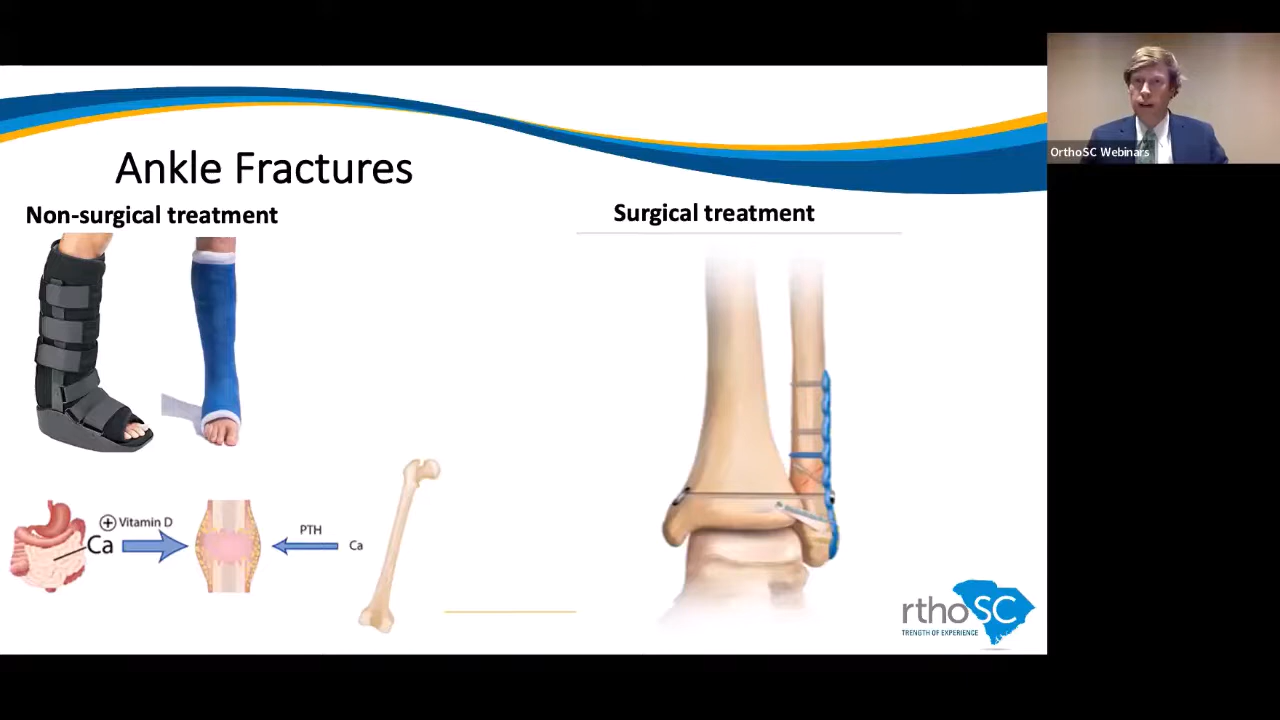 OrthoSC Webinars
Ankle Fractures
Non-surgical treatment
Surgical treatment
+ Vitamin D
Ca
PTH
Ca
rthoSC
TRENGTH OF EXPERIENCE